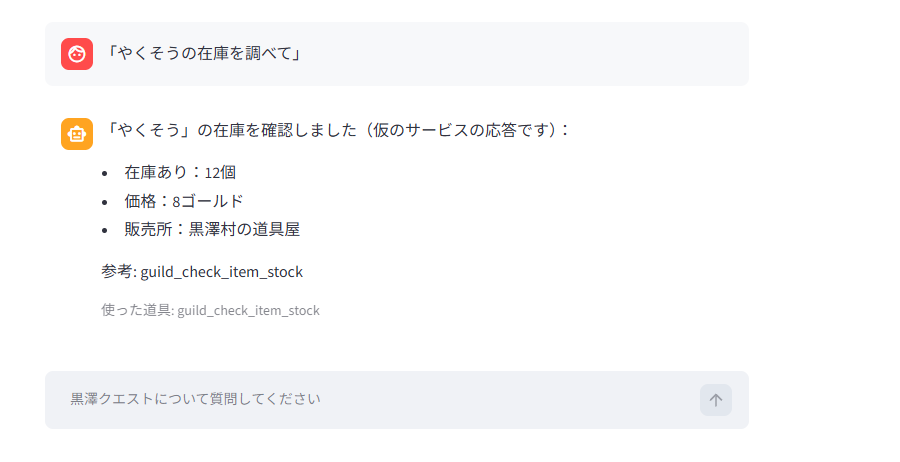 「やくそうの在庫を調べて」
「やくそう」の在庫を確認しました（仮のサービスの応答です）：
• 在庫あり：12個
• 価格：8ゴールド
• 販売所：黒澤村の道具屋
参考: guild_check_item_stock
使った道具: guild_check_item_stock
黒澤クエストについて質問してください